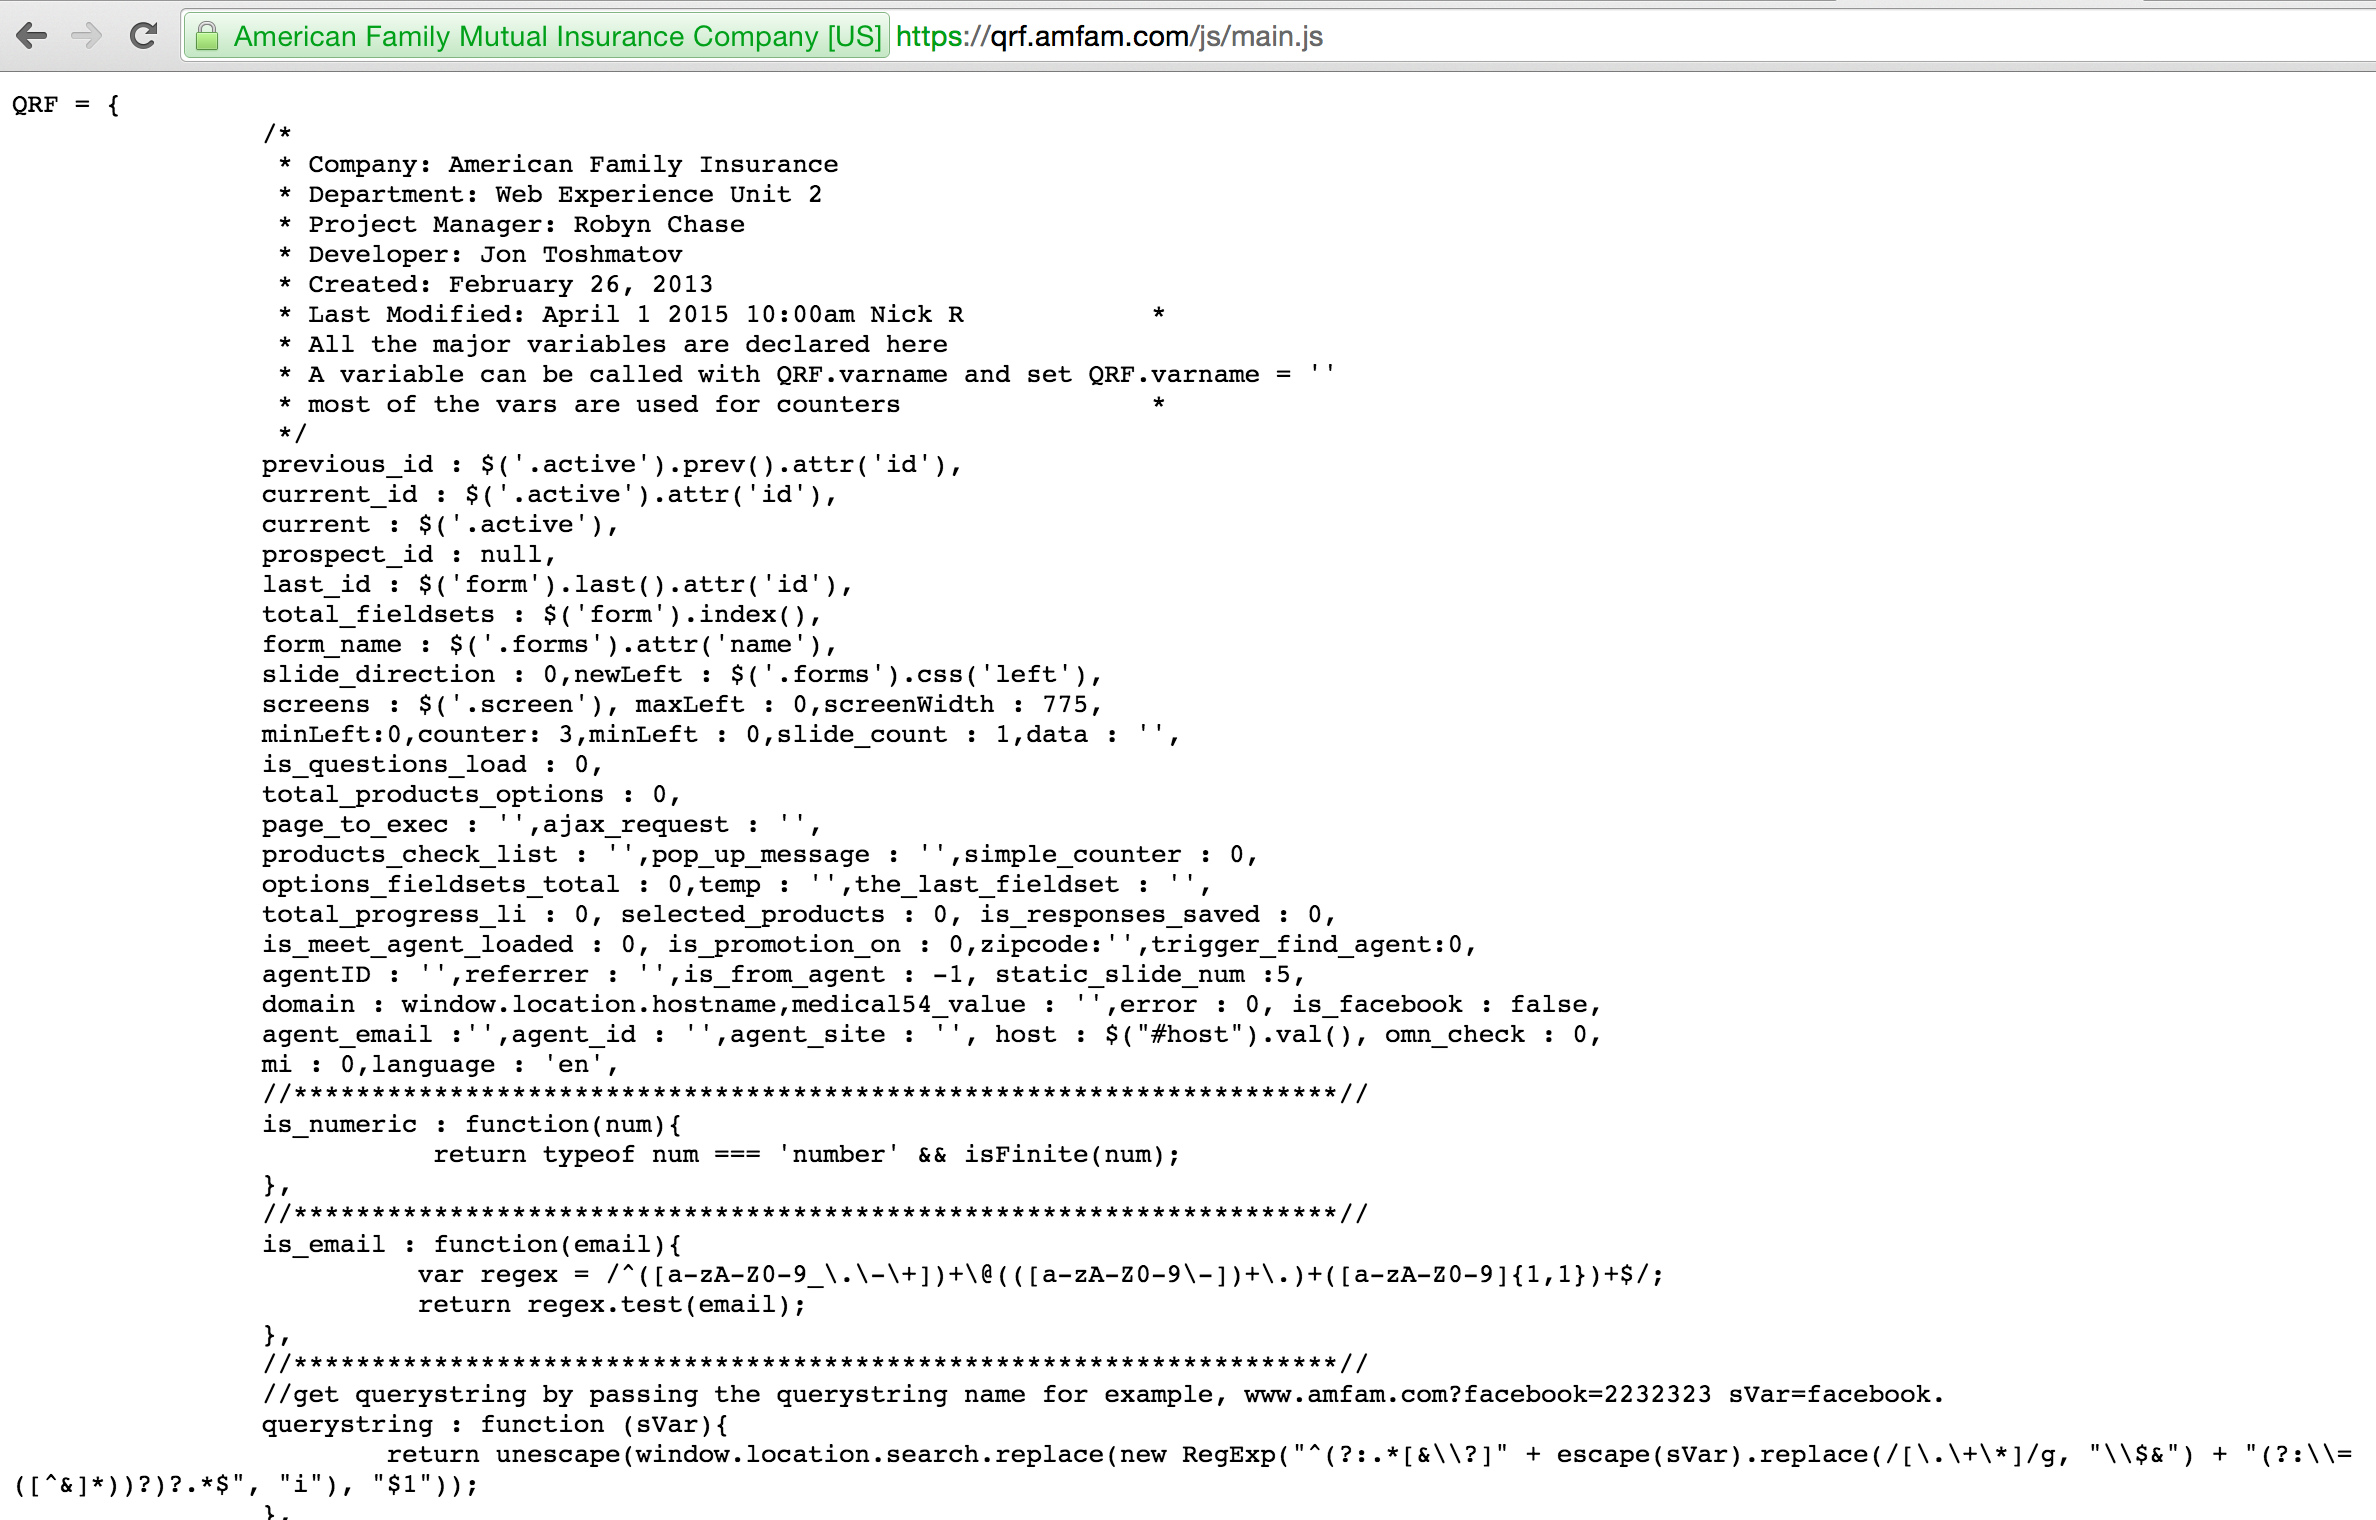 American Family Mutual Insurance Company [US] https://qrf.amfam.com/js/main.js
QRF = {
/*
* Company: American Family Insurance
* Department: Web Experience Unit 2
* Project Manager: Robyn Chase
* Developer: Jon Toshmatov
* Created: February 26, 2013
* Last Modified: April 1 2015 10:00am Nick R *
* All the major variables are declared here
* A variable can be called with QRF.varname and set QRF.varname = ''
* most of the vars are used for counters *
*/
previous_id : $('.active').prev().attr('id'),
current_id : $('.active').attr('id'),
current : $('.active'),
prospect_id : null,
last_id : $('form').last().attr('id'),
total_fieldsets : $('form').index(),
form_name : $('.forms').attr('name'),
slide_direction : 0,newLeft : $('.forms').css('left'),
screens : $('.screen'), maxLeft : 0,screenWidth : 775,
minLeft:0,counter: 3,minLeft : 0,slide_count : 1,data : '',
is_questions_load : 0,
total_products_options : 0,
page_to_exec : '',ajax_request : '',
products_check_list : '',pop_up_message : '',simple_counter : 0,
options_fieldsets_total : 0,temp : '',the_last_fieldset : '',
total_progress_li : 0, selected_products : 0, is_responses_saved : 0,
is_meet_agent_loaded : 0, is_promotion_on : 0,zipcode:'',trigger_find_agent:0,
agentID : '',referrer : '',is_from_agent : -1, static_slide_num :5,
domain : window.location.hostname,medical54_value : '',error : 0, is_facebook : false,
agent_email :'',agent_id : '',agent_site : '', host : $("#host").val(), omn_check : 0,
mi : 0,language : 'en',
//*******************************************************************//
is_numeric : function(num){
return typeof num === 'number' && isFinite(num);
},
//*******************************************************************//
is_email : function(email){
var regex = /^([a-zA-Z0-9_\.\-\+])+\@(([a-zA-Z0-9\-])+\.)+([a-zA-Z0-9]{1,1})+$/;
return regex.test(email);
},
//*******************************************************************//
//get querystring by passing the querystring name for example, www.amfam.com?facebook=2232323 sVar=facebook.
querystring : function (sVar){
return unescape(window.location.search.replace(new RegExp("^(?:.*[&\\?]" + escape(sVar).replace(/[\.\+\*]/g, "\\$&") + "(?:\\=
([^&]*))?)?.*$", "i"), "$1"));
},